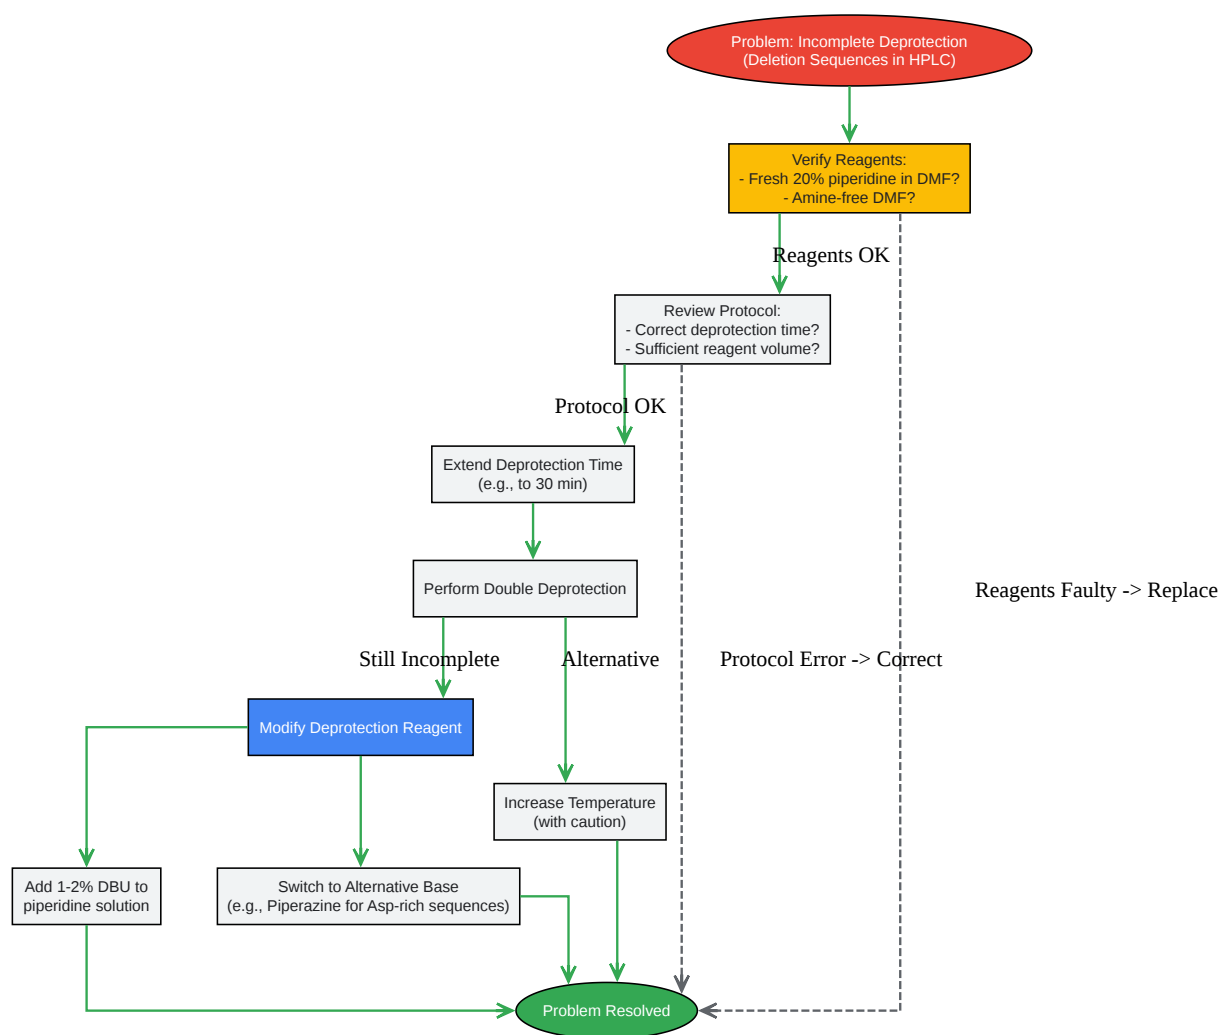 Problem: Incomplete Deprotection
(Deletion Sequences in HPLC)
Verify Reagents:
- Fresh 20% piperidine in DMF?
- Amine-free DMF?
Reagents OK
Review Protocol:
- Correct deprotection time?
- Sufficient reagent volume?
Protocol OK
Extend Deprotection Time
(e.g., to 30 min)
Perform Double Deprotection
Reagents Faulty -> Replace
Still Incomplete
Alternative
Protocol Error -> Correct
Modify Deprotection Reagent
Increase Temperature
(with caution)
Add 1-2% DBU to
piperidine solution
Switch to Alternative Base
(e.g., Piperazine for Asp-rich sequences)
Problem Resolved